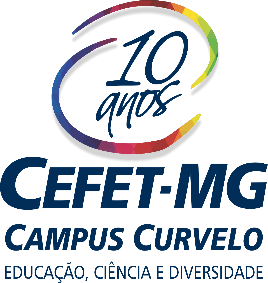 10
anos
CEFET-MG
CAMPUS CURVELO
EDUCAÇÃO, CIÊNCIA E DIVERSIDADE